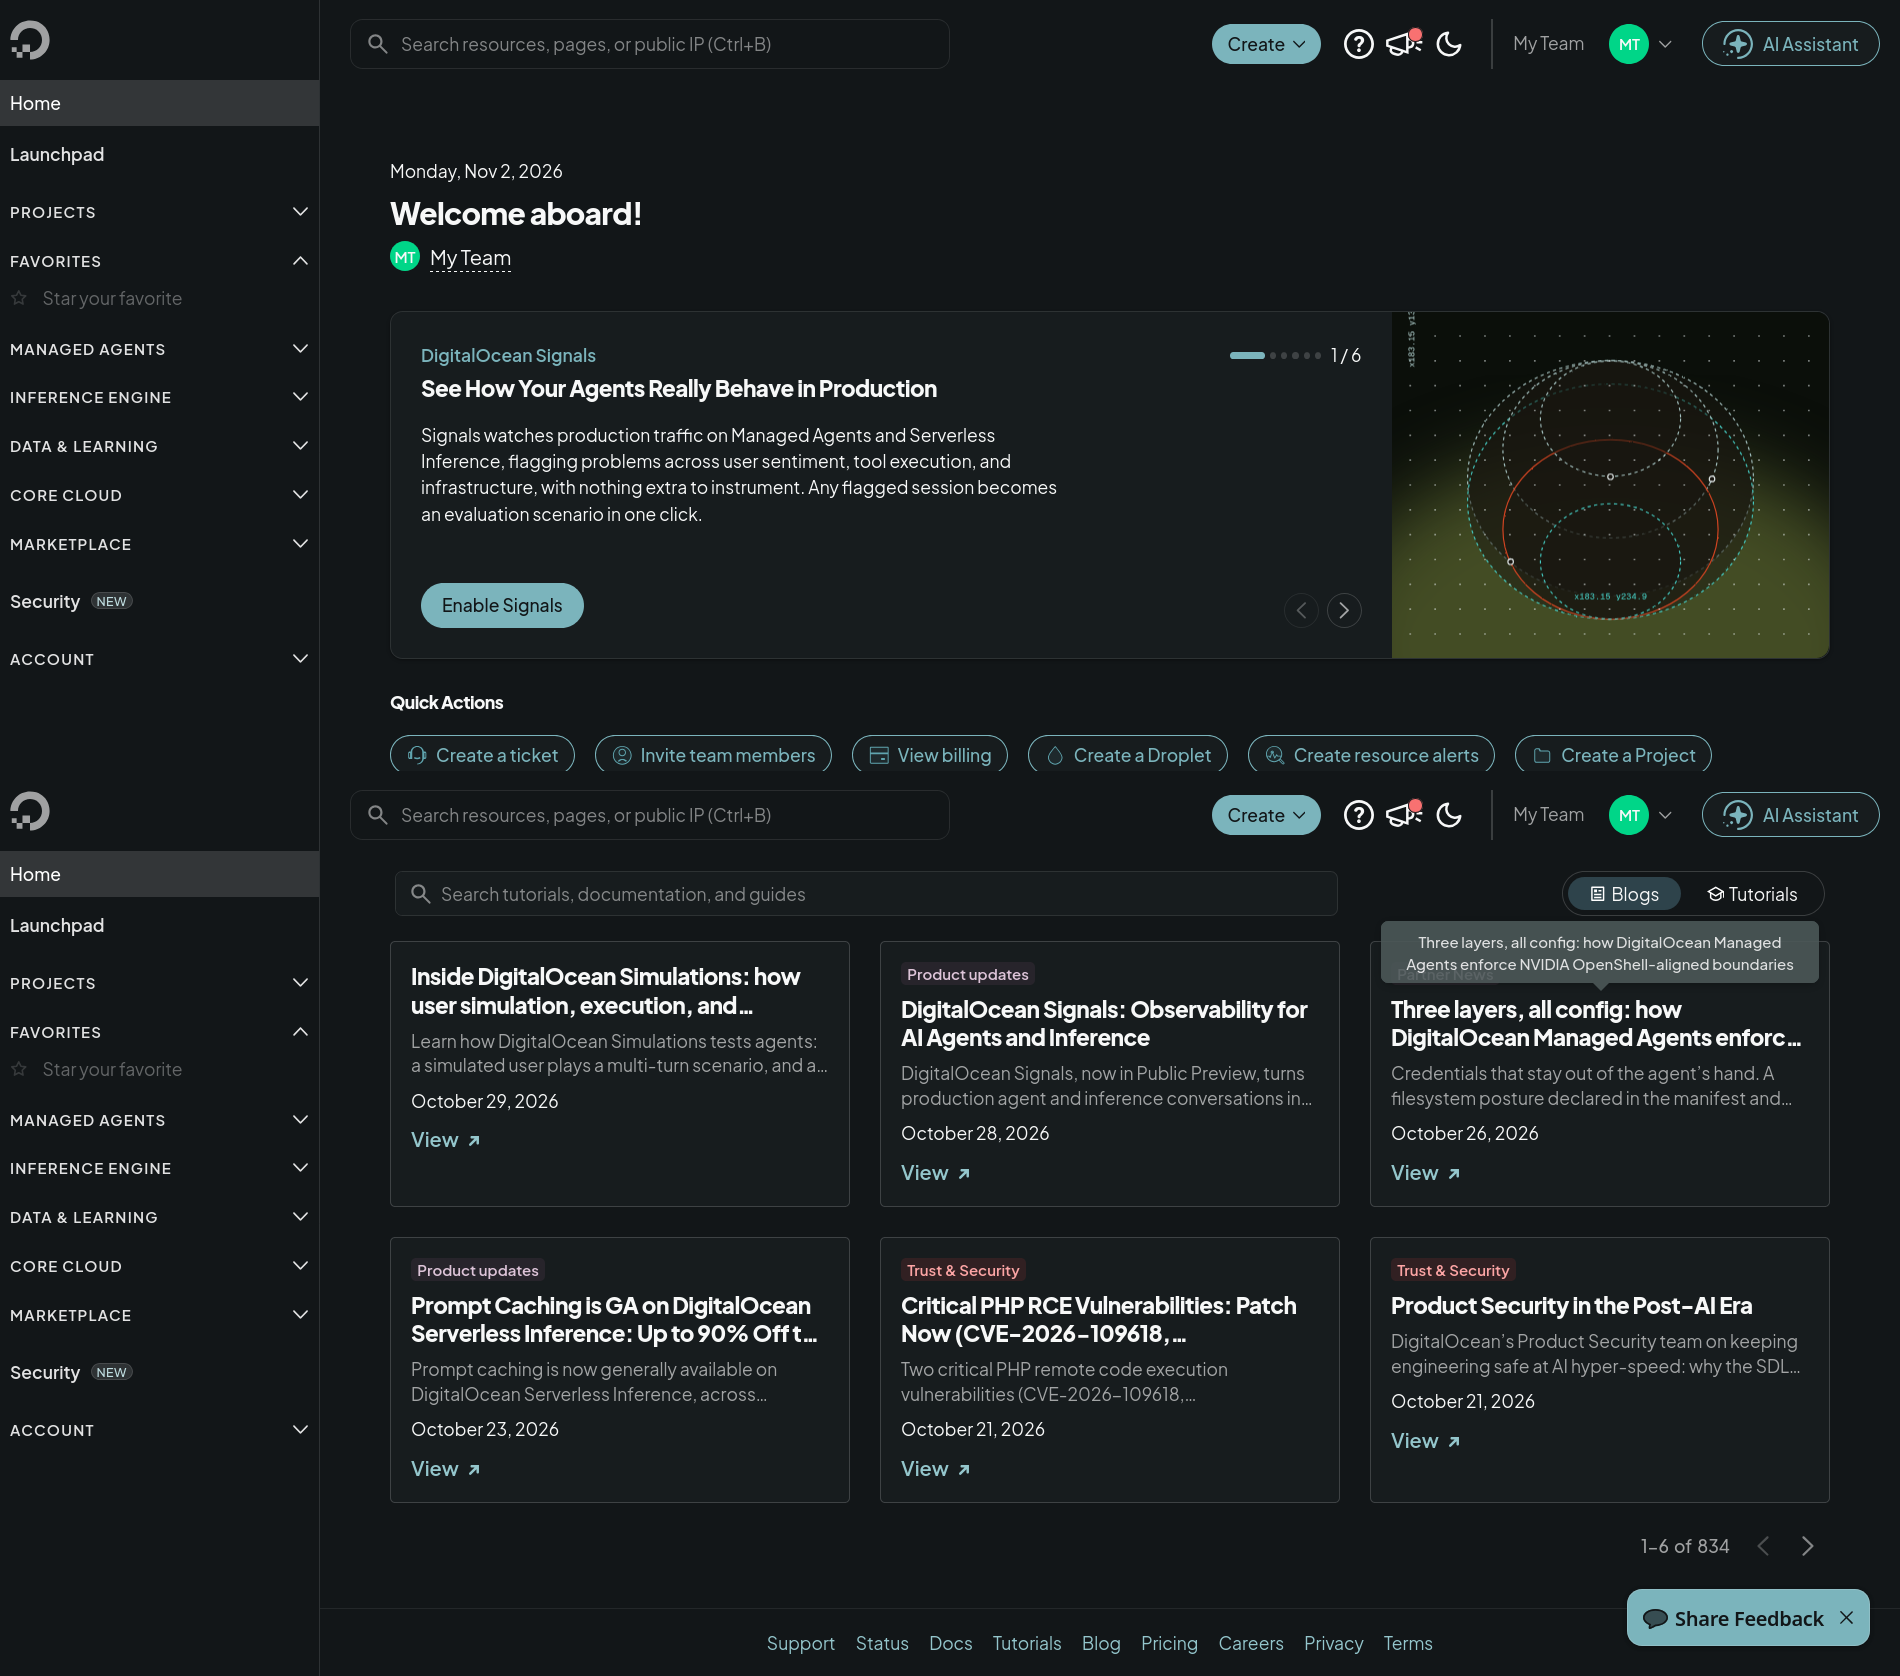 Search resources, pages, or public IP (Ctrl+B)
Create
My Team
MT
AI Assistant
Home
Launchpad
PROJECTS
FAVORITES
Star your favorite
MANAGED AGENTS
INFERENCE ENGINE
DATA & LEARNING
CORE CLOUD
MARKETPLACE
Security NEW
ACCOUNT
Monday, Nov 2, 2026
Welcome aboard!
MT My Team
DigitalOcean Signals
1 / 6
See How Your Agents Really Behave in Production
Signals watches production traffic on Managed Agents and Serverless
Inference, flagging problems across user sentiment, tool execution, and
infrastructure, with nothing extra to instrument. Any flagged session becomes
an evaluation scenario in one click.
Enable Signals
x183.15 y13
x183.15 y234.9
Quick Actions
Create a ticket
Invite team members
View billing
Create a Droplet
Create resource alerts
Create a Project
Search resources, pages, or public IP (Ctrl+B)
Create
My Team
MT
AI Assistant
Home
Launchpad
PROJECTS
FAVORITES
Star your favorite
MANAGED AGENTS
INFERENCE ENGINE
DATA & LEARNING
CORE CLOUD
MARKETPLACE
Security NEW
ACCOUNT
Search tutorials, documentation, and guides
Blogs
Tutorials
Three layers, all config: how DigitalOcean Managed
Agents enforce NVIDIA OpenShell-aligned boundaries
Inside DigitalOcean Simulations: how
user simulation, execution, and...
Learn how DigitalOcean Simulations tests agents:
a simulated user plays a multi-turn scenario, and a...
October 29, 2026
View
Product updates
DigitalOcean Signals: Observability for
AI Agents and Inference
DigitalOcean Signals, now in Public Preview, turns
production agent and inference conversations in...
October 28, 2026
View
Partner News
Three layers, all config: how
DigitalOcean Managed Agents enforc...
Credentials that stay out of the agent's hand. A
filesystem posture declared in the manifest and...
October 26, 2026
View
Product updates
Prompt Caching is GA on DigitalOcean
Serverless Inference: Up to 90% Off t...
Prompt caching is now generally available on
DigitalOcean Serverless Inference, across...
October 23, 2026
View
Trust & Security
Critical PHP RCE Vulnerabilities: Patch
Now (CVE-2026-109618,...
Two critical PHP remote code execution
vulnerabilities (CVE-2026-109618,...
October 21, 2026
View
Trust & Security
Product Security in the Post-AI Era
DigitalOcean's Product Security team on keeping
engineering safe at AI hyper-speed: why the SDL...
October 21, 2026
View
1-6 of 834
Share Feedback
Support
Status
Docs
Tutorials
Blog
Pricing
Careers
Privacy
Terms